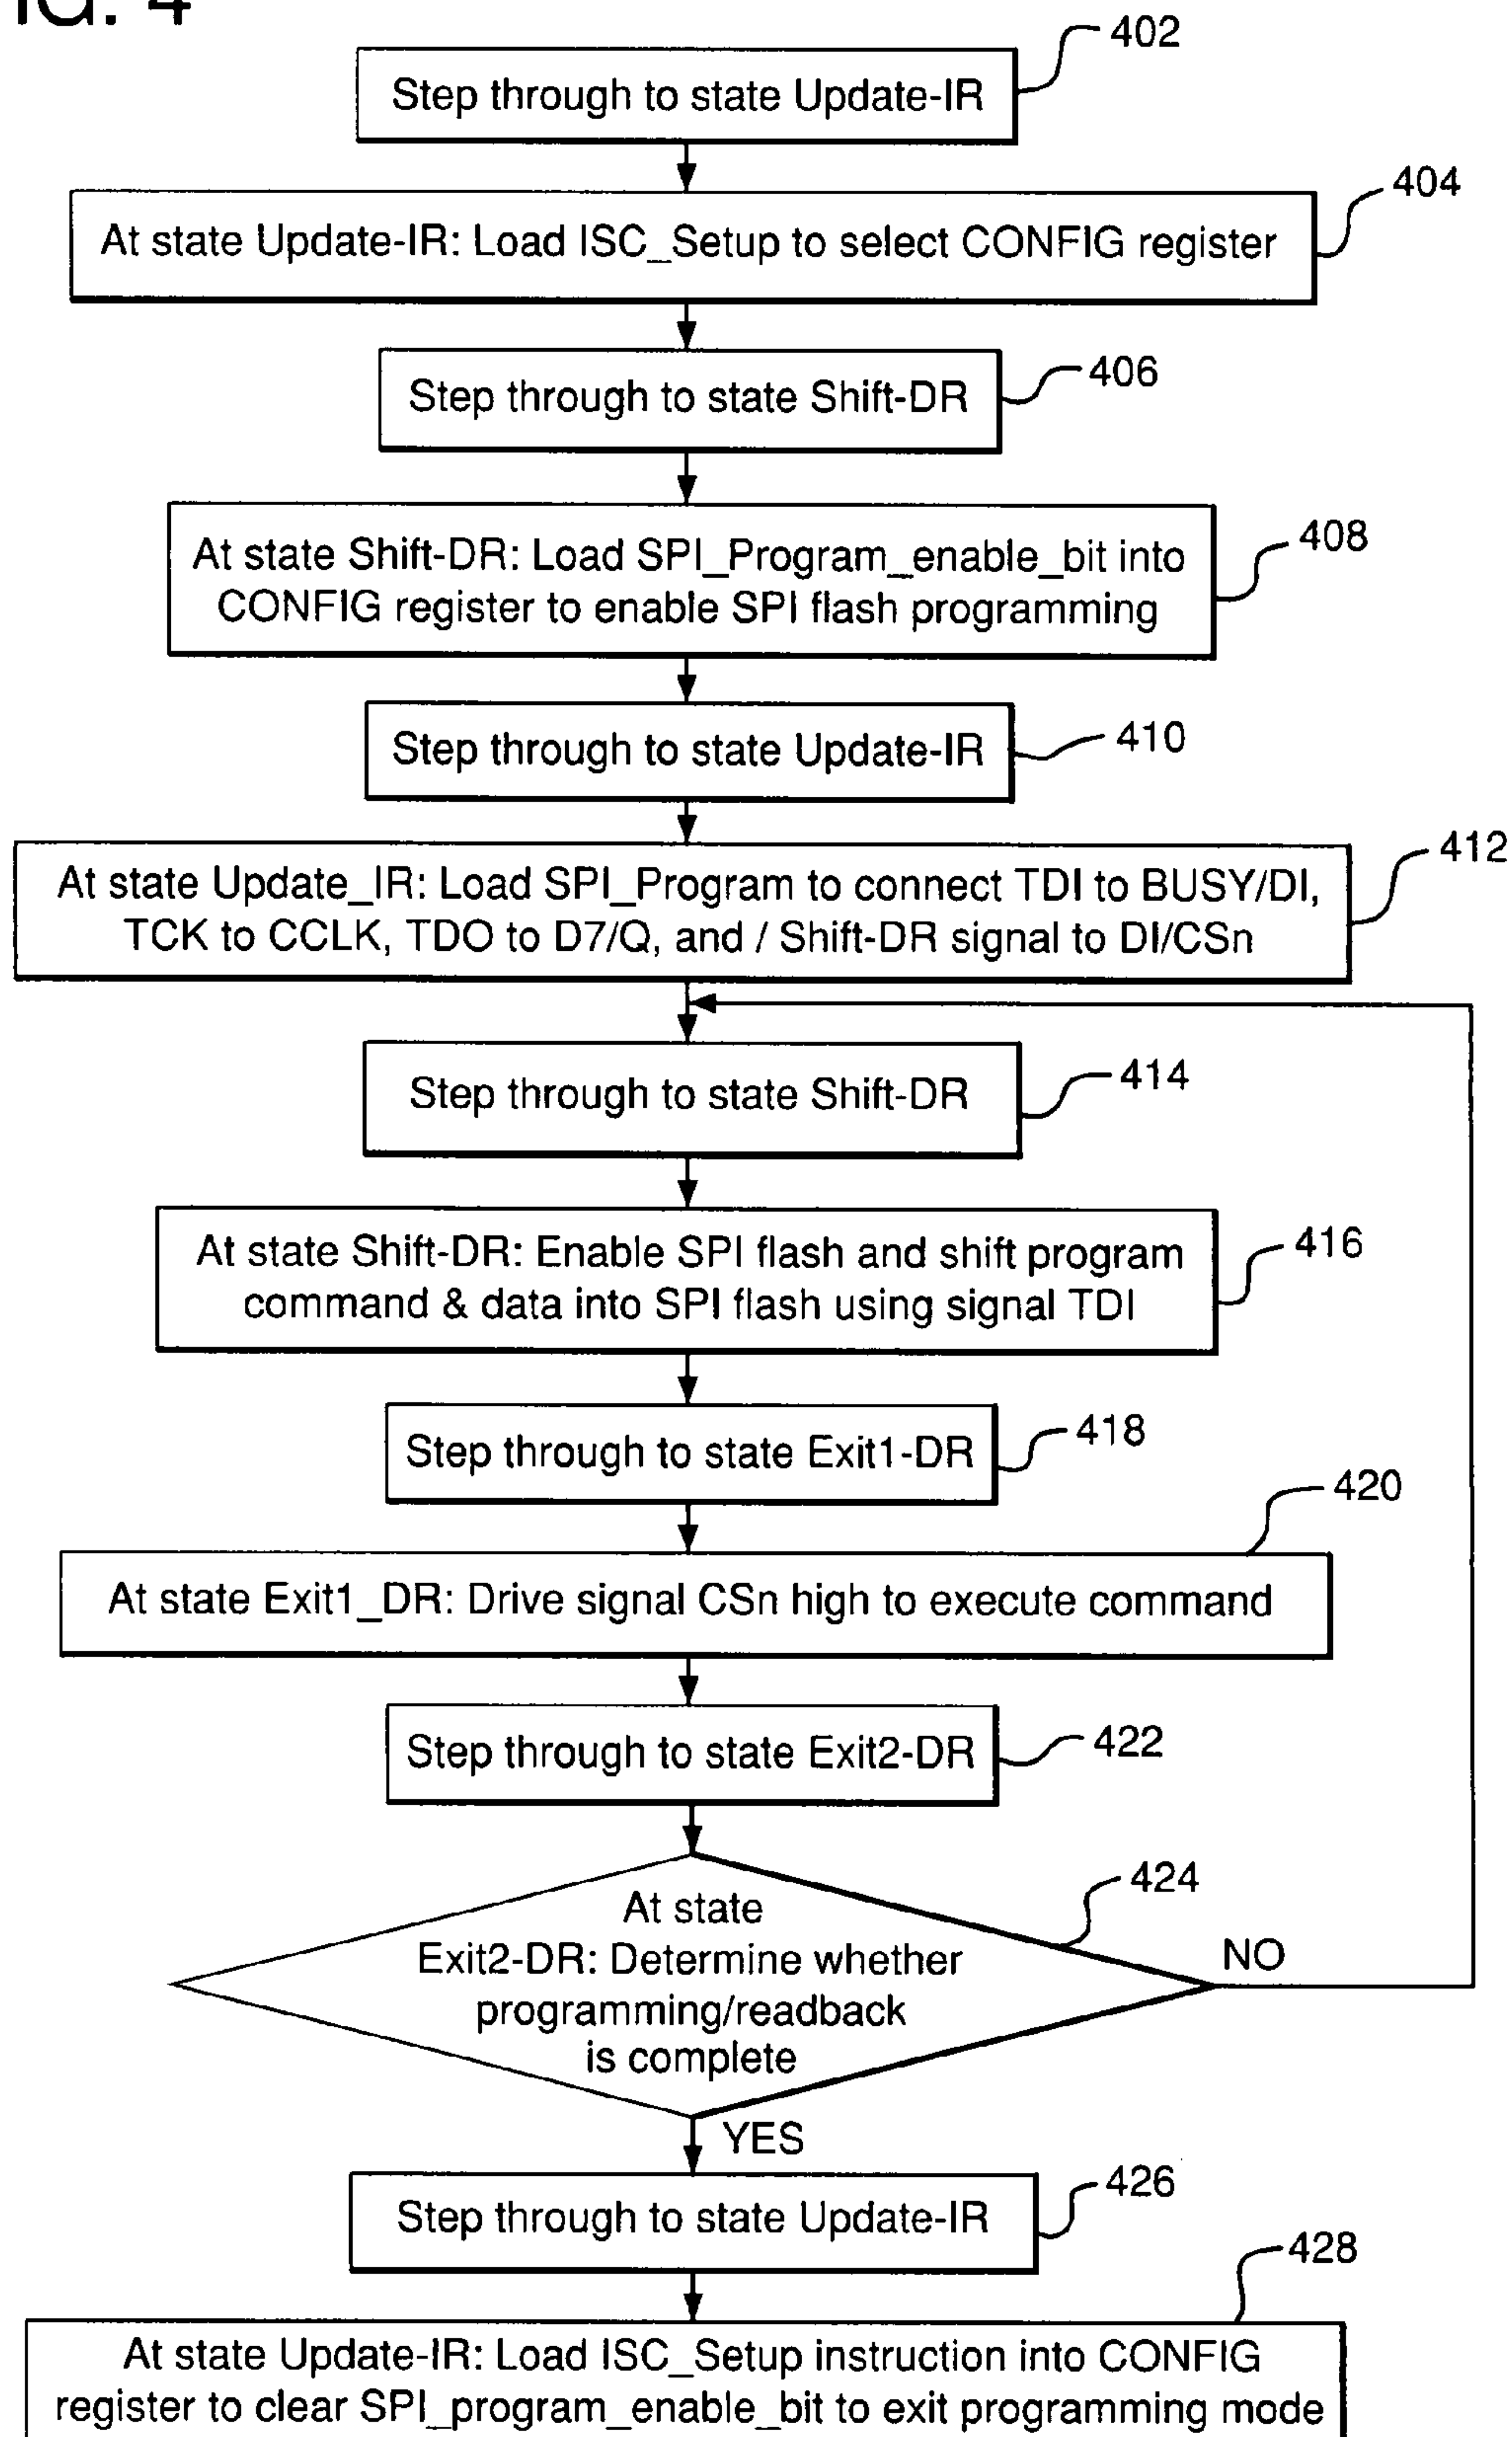 IG. 4
402
Step through to state Update-IR
404
At state Update-IR: Load ISC_Setup to select CONFIG register
406
Step through to state Shift-DR
408
At state Shift-DR: Load SPI_Program_enable_bit into
CONFIG register to enable SPI flash programming
410
Step through to state Update-IR
412
At state Update_IR: Load SPI_Program to connect TDI to BUSY/DI,
TCK to CCLK, TDO to D7/Q, and / Shift-DR signal to DI/CSn
414
Step through to state Shift-DR
416
At state Shift-DR: Enable SPI flash and shift program
command & data into SPI flash using signal TDI
418
Step through to state Exit1-DR
420
At state Exit1_DR: Drive signal CSn high to execute command
422
Step through to state Exit2-DR
424
At state
Exit2-DR: Determine whether
programming/readback
is complete
NO
YES
426
Step through to state Update-IR
428
At state Update-IR: Load ISC_Setup instruction into CONFIG
register to clear SPI_program_enable_bit to exit programming mode